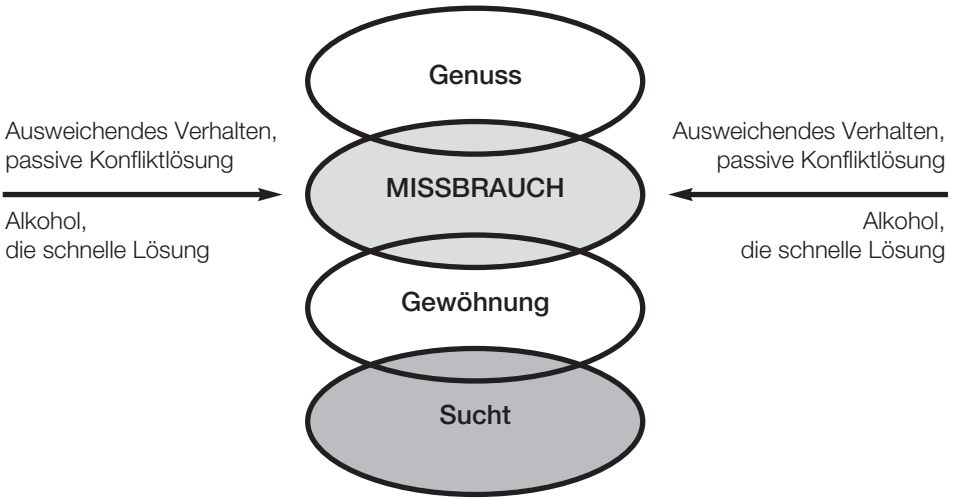 Genuss
Ausweichendes Verhalten,
passive Konfliktlösung
Alkohol,
die schnelle Lösung
MISSBRAUCH
Ausweichendes Verhalten,
passive Konfliktlösung
Alkohol,
die schnelle Lösung
Gewöhnung
Sucht